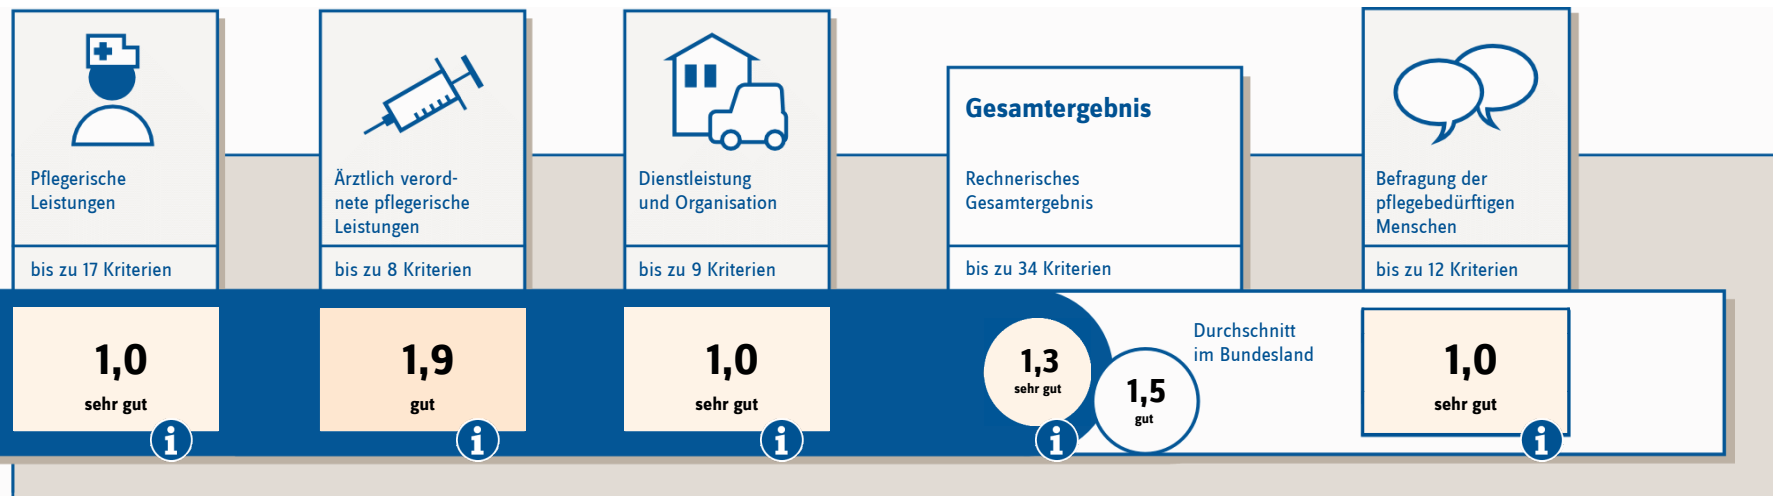 Pflegerische
Leistungen
bis zu 17 Kriterien
1,0
sehr gut
i
Ärztlich verord-
nete pflegerische
Leistungen
bis zu 8 Kriterien
1,9
gut
i
Dienstleistung
und Organisation
bis zu 9 Kriterien
1,0
sehr gut
i
Gesamtergebnis
Rechnerisches
Gesamtergebnis
bis zu 34 Kriterien
1,3
sehr gut
i
1,5
gut
Durchschnitt
im Bundesland
Befragung der
pflegebedürftigen
Menschen
bis zu 12 Kriterien
1,0
sehr gut
i